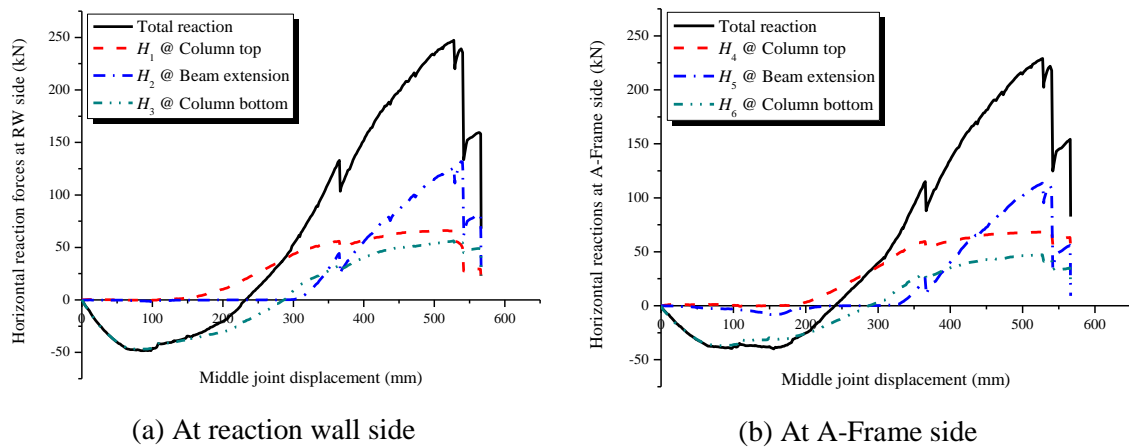 Total reaction
H1 @ Column top
H2 @ Beam extension
H3 @ Column bottom
Horizontal reaction forces at RW side (kN)
250
200
150
100
50
0
-50
0 100 200 300 400 500 600
Middle joint displacement (mm)
(a) At reaction wall side
Total reaction
H4 @ Column top
H5 @ Beam extension
H6 @ Column bottom
Horizontal reactions at A-Frame side (kN)
250
200
150
100
50
0
-50
0 100 200 300 400 500 600
Middle joint displacement (mm)
(b) At A-Frame side